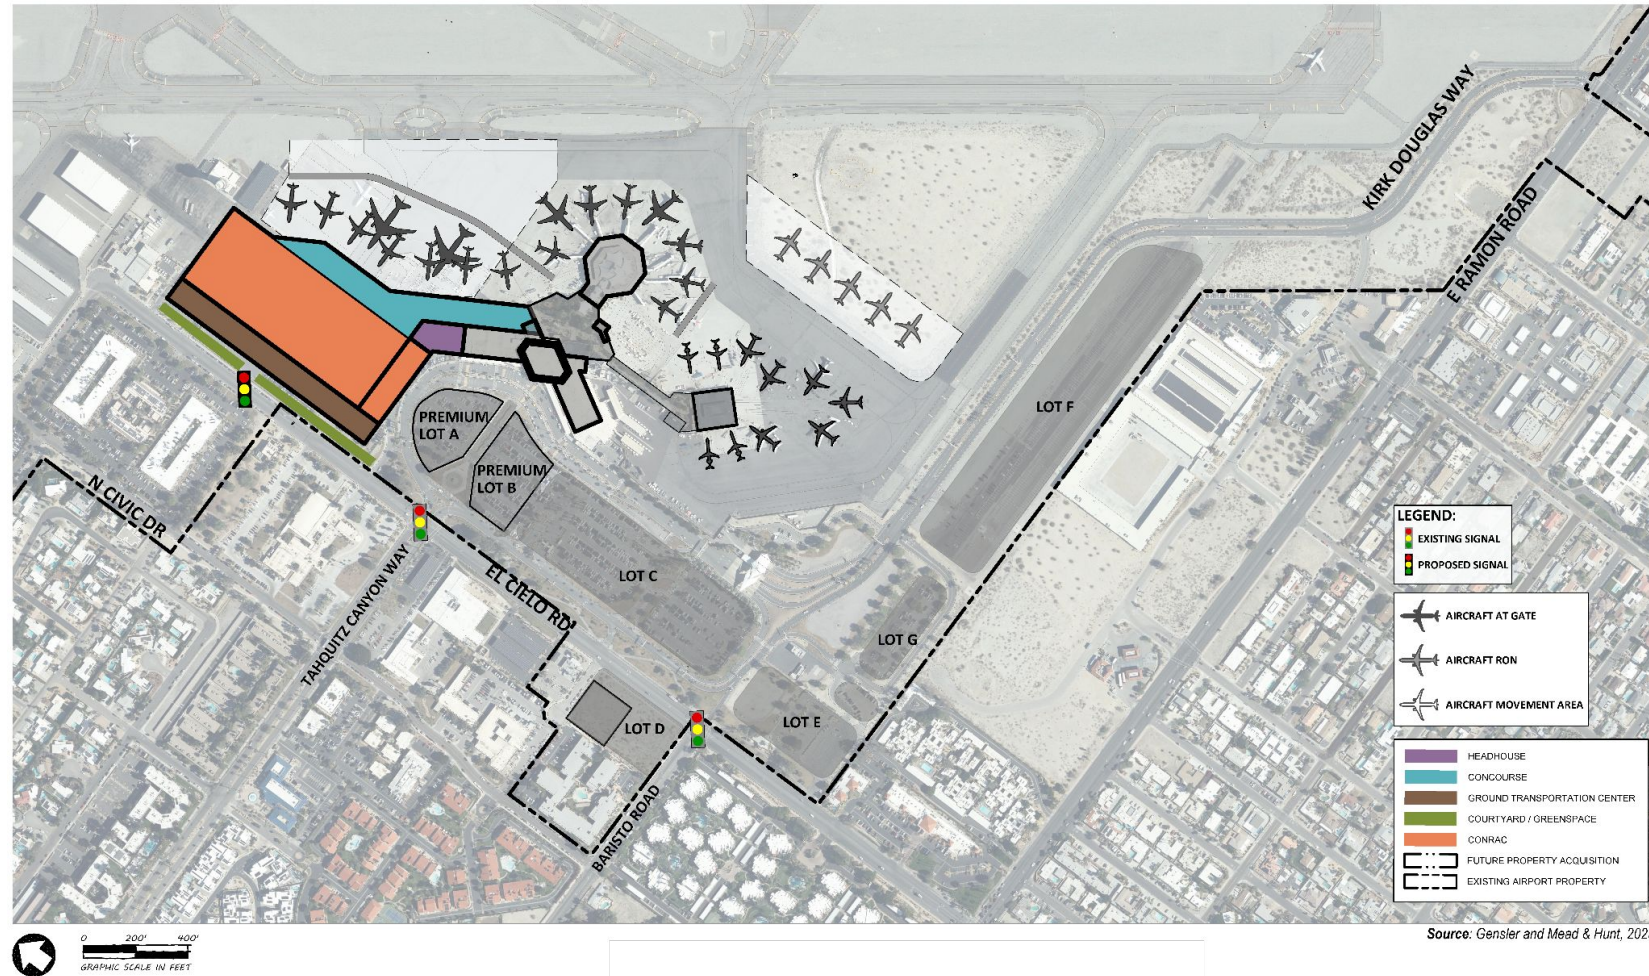 KIRK DOUGLAS WAY
E RAMON ROAD
LOT F
PREMIUM
LOT A
PREMIUM
LOT B
N CIVIC DR
TAHQUITZ CANYON WAY
EL CIELO RD
LOT C
LOT G
LOT D
LOT E
BARISTO ROAD
LEGEND:
EXISTING SIGNAL
PROPOSED SIGNAL
AIRCRAFT AT GATE
AIRCRAFT RON
AIRCRAFT MOVEMENT AREA
HEADHOUSE
CONCOURSE
GROUND TRANSPORTATION CENTER
COURTYARD / GREENSPACE
CONRAC
FUTURE PROPERTY ACQUISITION
EXISTING AIRPORT PROPERTY
0 200' 400'
GRAPHIC SCALE IN FEET
Source: Gensler and Mead & Hunt,